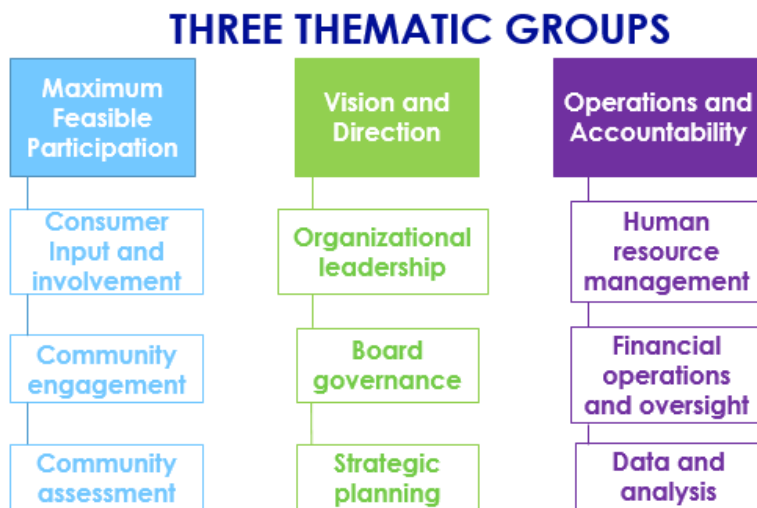 THREE THEMATIC GROUPS
Maximum
Feasible
Participation
Consumer
Input and
involvement
Community
engagement
Community
assessment
Vision and
Direction
Organizational
leadership
Board
governance
Strategic
planning
Operations and
Accountability
Human
resource
management
Financial
operations
and oversight
Data and
analysis